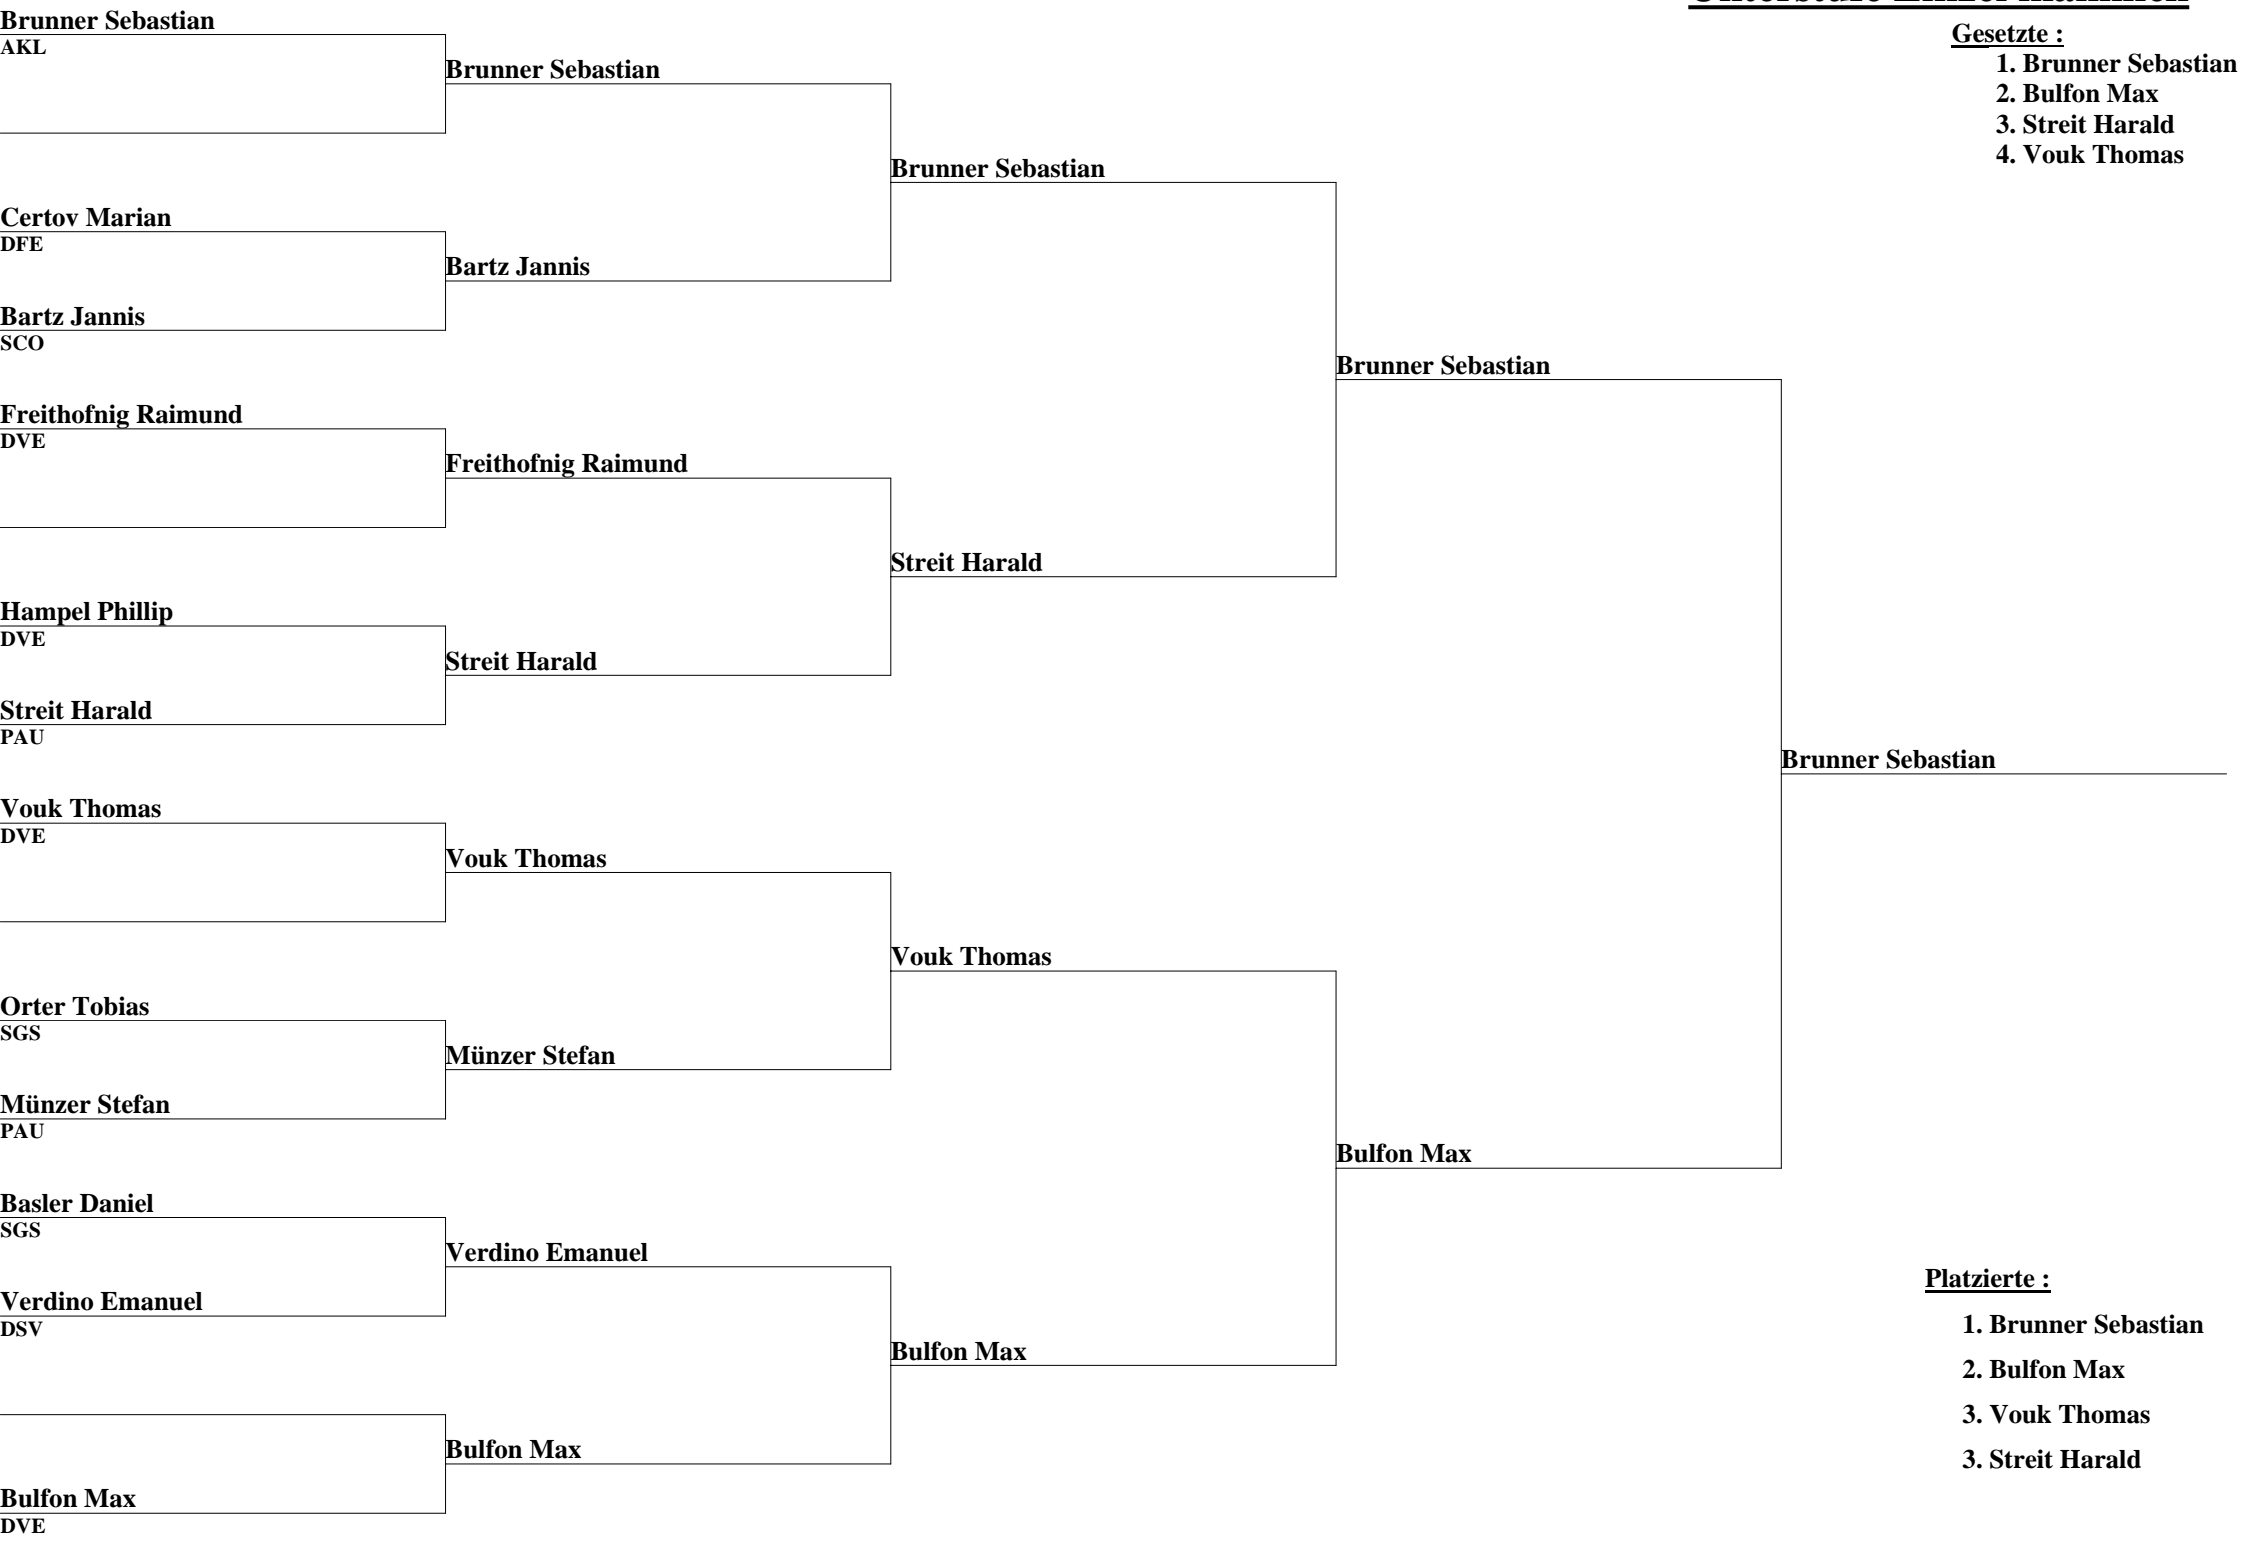 Brunner Sebastian
AKL
Certov Marian
DFE
Bartz Jannis
SCO
Freithofnig Raimund
DVE
Hampel Phillip
DVE
Streit Harald
PAU
Vouk Thomas
DVE
Orter Tobias
SGS
Münzer Stefan
PAU
Basler Daniel
SGS
Verdino Emanuel
DSV
Bulfon Max
DVE
Brunner Sebastian
Bartz Jannis
Freithofnig Raimund
Streit Harald
Vouk Thomas
Münzer Stefan
Verdino Emanuel
Bulfon Max
Brunner Sebastian
Streit Harald
Vouk Thomas
Bulfon Max
Brunner Sebastian
Bulfon Max
Brunner Sebastian
Gesetzte :
1. Brunner Sebastian
2. Bulfon Max
3. Streit Harald
4. Vouk Thomas
Platzierte :
1. Brunner Sebastian
2. Bulfon Max
3. Vouk Thomas
3. Streit Harald